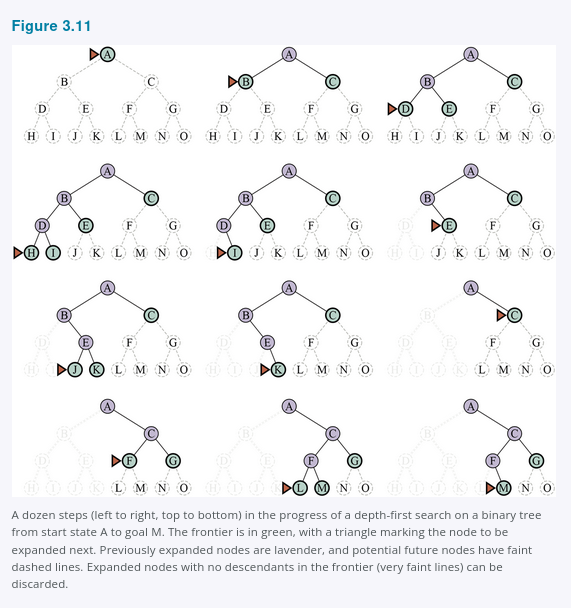 Figure 3.11
A A A
B C B C B C
D E F G D E F G D E F G
H I J K L M N O H I J K L M N O H I J K L M N O
A A A
B C B C B C
D E F G D E F G D E F G
H I J K L M N O H I J K L M N O H I J K L M N O
A A A
B C B C B C
D E F G D E F G D E F G
H I J K L M N O H I J K L M N O H I J K L M N O
A A A
B C B C B C
D E F G D E F G D E F G
H I J K L M N O H I J K L M N O H I J K L M N O
A dozen steps (left to right, top to bottom) in the progress of a depth-first search on a binary tree
from start state A to goal M. The frontier is in green, with a triangle marking the node to be
expanded next. Previously expanded nodes are lavender, and potential future nodes have faint
dashed lines. Expanded nodes with no descendants in the frontier (very faint lines) can be
discarded.